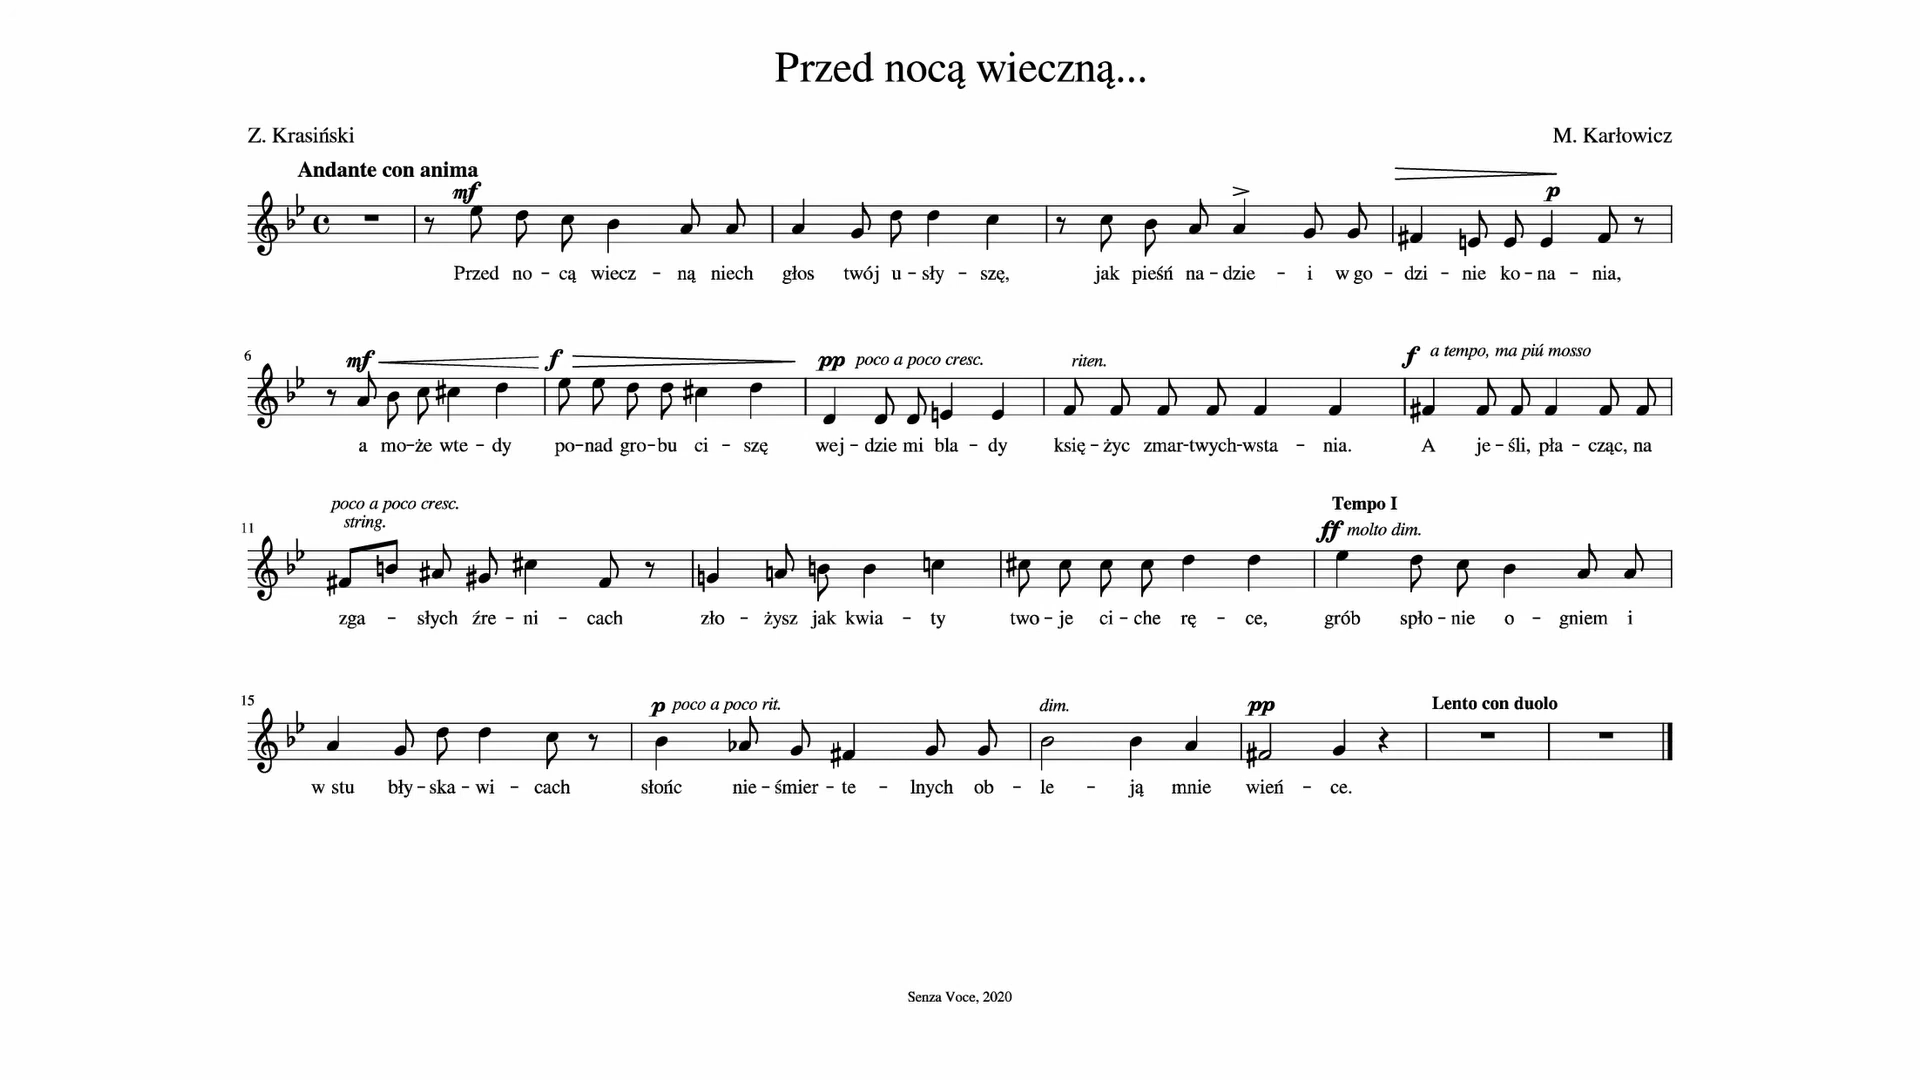 Przed nocą wieczną...
Z. Krasiński
M. Karłowicz
Andante con anima
mf
p
Przed no – cą wiecz – ną niech głos twój u – sły – szę, jak pieśń na – dzie – i w go – dzi – nie ko – na – nia,
6
mf f pp poco a poco cresc. riten. f a tempo, ma piú mosso
a mo – że wte – dy po – nad gro – bu ci – szę wej – dzie mi bla – dy księ – życ zmar – twych – wsta – nia. A je – śli, pła – cząc, na
poco a poco cresc. Tempo I
11 string. ff molto dim.
zga – słych źre – ni – cach zło – żysz jak kwia – ty two – je ci – che rę – ce, grób spło – nie o – gniem i
15 p poco a poco rit. dim. pp Lento con duolo
w stu bły – ska – wi – cach słońc nie – śmier – te – lnych ob – le – ją mnie wień – ce.
Senza Voce, 2020